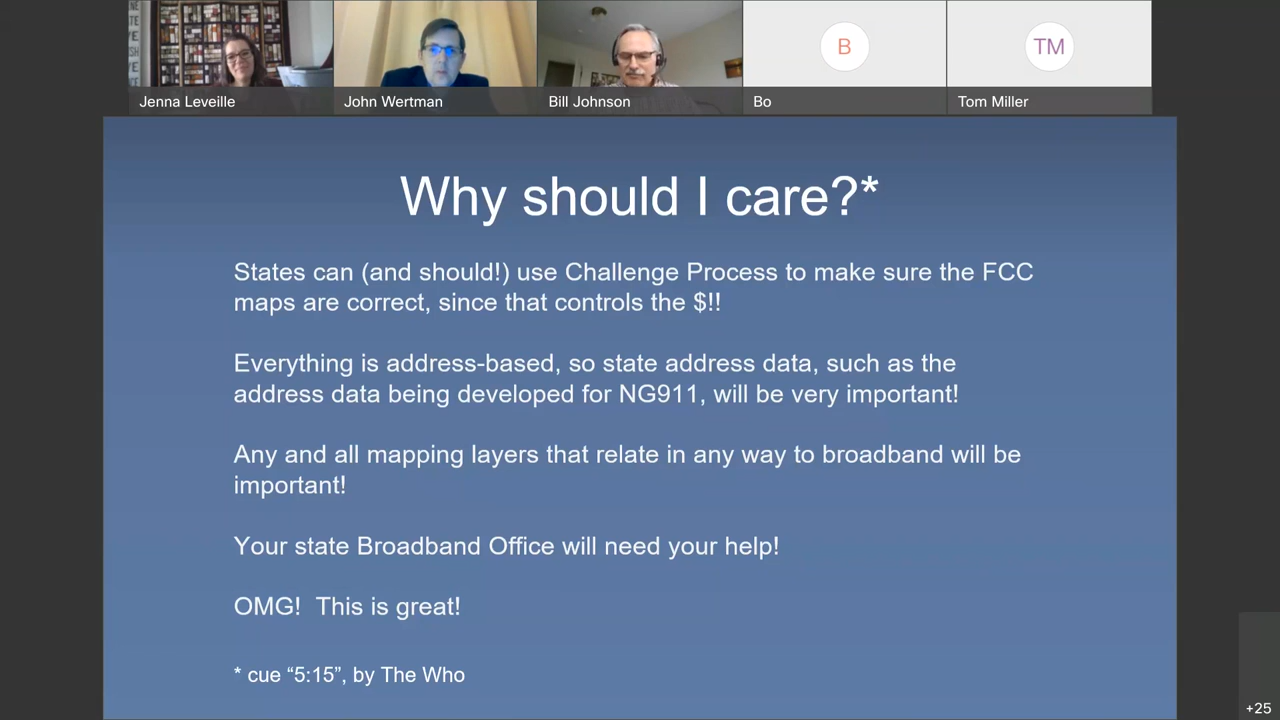 Jenna Leveille
John Wertman
Bill Johnson
B
Bo
TM
Tom Miller
Why should I care?*
States can (and should!) use Challenge Process to make sure the FCC
maps are correct, since that controls the $!!
Everything is address-based, so state address data, such as the
address data being developed for NG911, will be very important!
Any and all mapping layers that relate in any way to broadband will be
important!
Your state Broadband Office will need your help!
OMG!  This is great!
* cue “5:15”, by The Who
+25